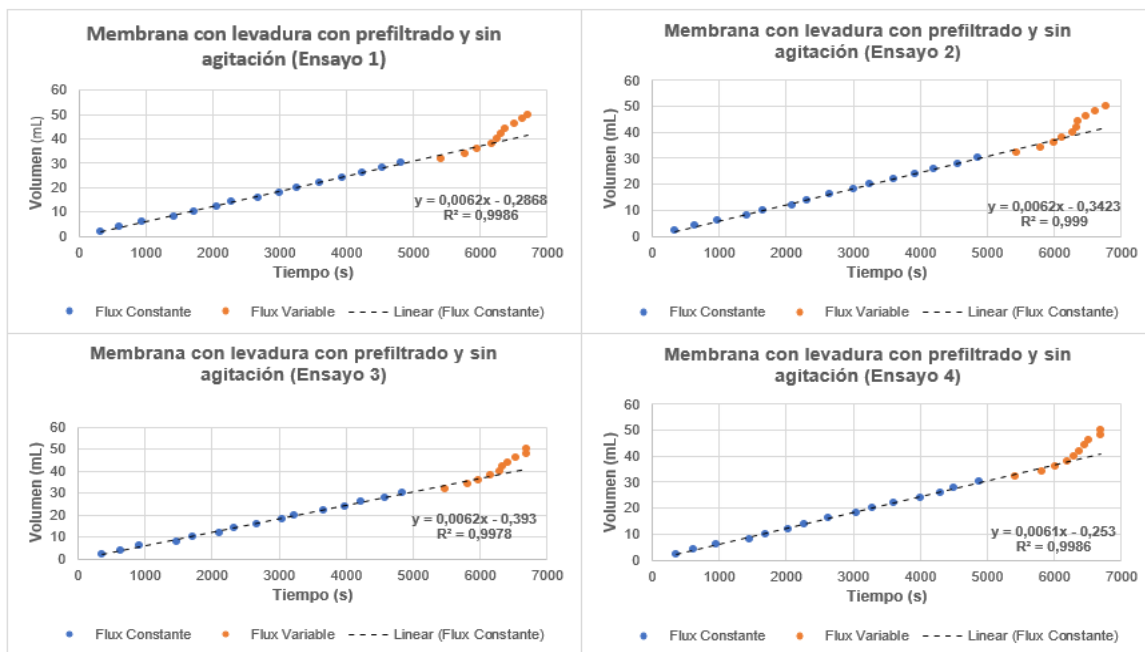 Membrana con levadura con prefiltrado y sin
agitación (Ensayo 1)
Volumen (mL)
60
50
40
30
20
10
0
y = 0,0062x - 0,2868
R² = 0,9986
0 1000 2000 3000 4000 5000 6000 7000
Tiempo (s)
Flux Constante Flux Variable Linear (Flux Constante)
Membrana con levadura con prefiltrado y sin
agitación (Ensayo 2)
Volumen (mL)
60
50
40
30
20
10
0
y = 0,0062x - 0,3423
R² = 0,999
0 1000 2000 3000 4000 5000 6000 7000
Tiempo (s)
Flux Constante Flux Variable Linear (Flux Constante)
Membrana con levadura con prefiltrado y sin
agitación (Ensayo 3)
Volumen (mL)
60
50
40
30
20
10
0
y = 0,0062x - 0,393
R² = 0,9978
0 1000 2000 3000 4000 5000 6000 7000
Tiempo (s)
Flux Constante Flux Variable Linear (Flux Constante)
Membrana con levadura con prefiltrado y sin
agitación (Ensayo 4)
Volumen (mL)
60
50
40
30
20
10
0
y = 0,0061x - 0,253
R² = 0,9986
0 1000 2000 3000 4000 5000 6000 7000
Tiempo (s)
Flux Constante Flux Variable Linear (Flux Constante)